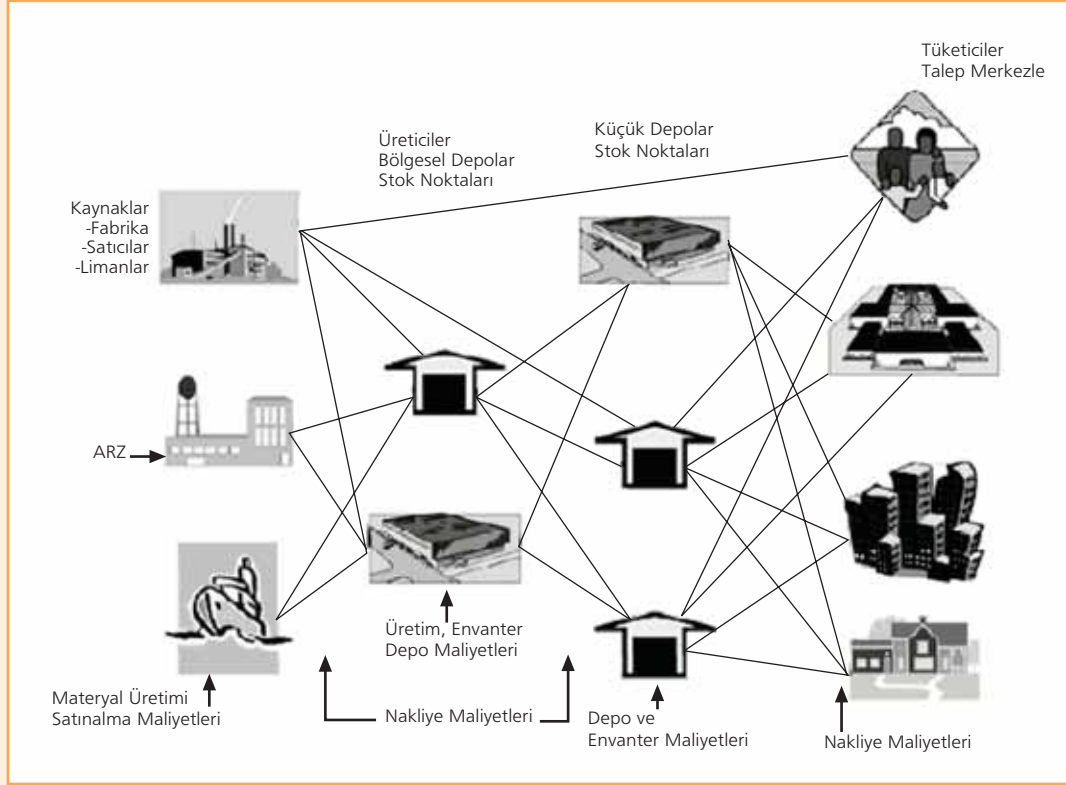 Tüketiciler
Talep Merkezle
Küçük Depolar
Stok Noktaları
Üreticiler
Bölgesel Depolar
Stok Noktaları
Kaynaklar
-Fabrika
-Satıcılar
-Limanlar
ARZ
Üretim, Envanter
Depo Maliyetleri
Materyal Üretimi
Satınalma Maliyetleri
Nakliye Maliyetleri
Depo ve
Envanter Maliyetleri
Nakliye Maliyetleri